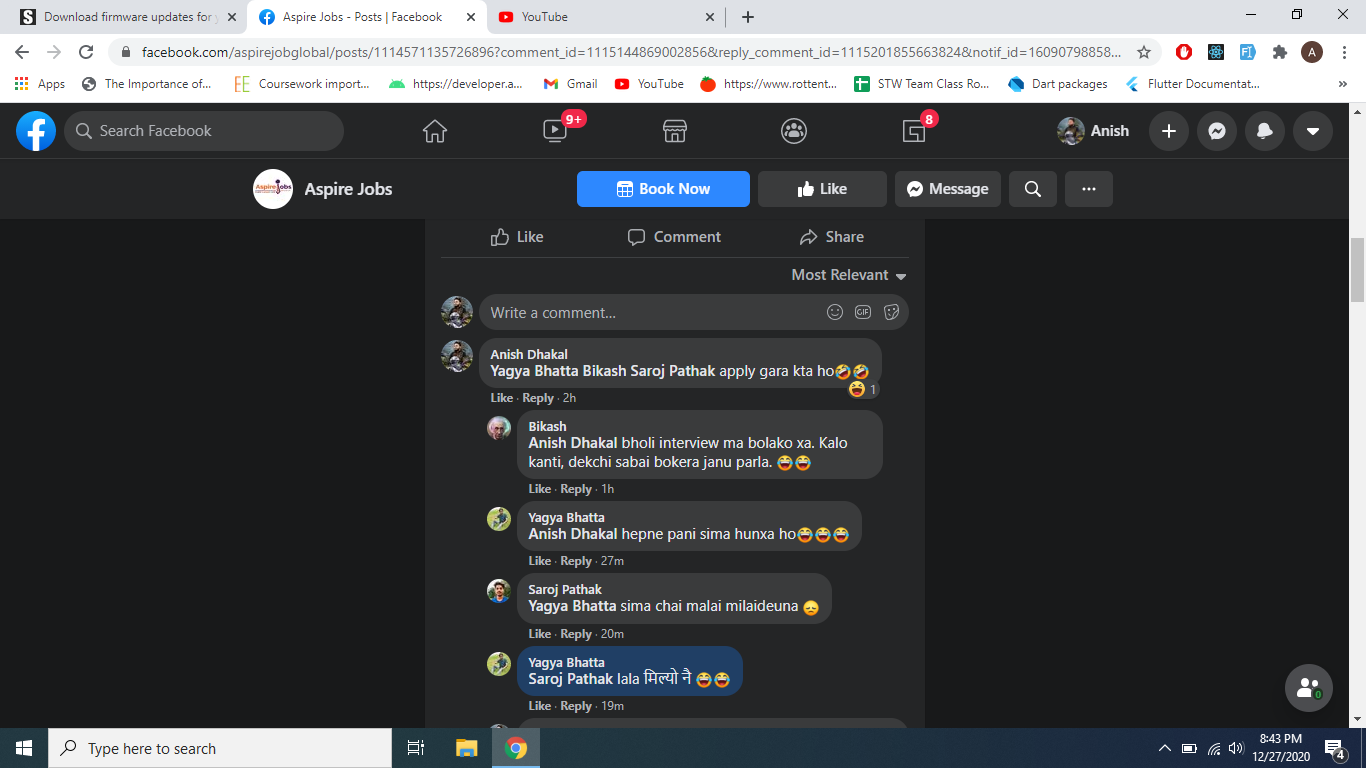 Download firmware updates for y
Aspire Jobs - Posts | Facebook
YouTube
facebook.com/aspirejobglobal/posts/1114571135726896?comment_id=11151448690028568&reply_comment_id=11152018556638248&notif_id=16090798858...
Apps
The Importance of...
EE Coursework import...
https://developer.a...
Gmail
YouTube
https://www.rottent...
STW Team Class Ro...
Dart packages
Flutter Documentat...
Search Facebook
9+
8
Anish
Aspire Jobs
Book Now
Like
Message
Like
Comment
Share
Most Relevant
Write a comment...
GIF
Anish Dhakal
Yagya Bhatta Bikash Saroj Pathak apply gara kta ho🤣🤣
😆 1
Like · Reply · 2h
Bikash
Anish Dhakal bholi interview ma bolako xa. Kalo
kanti, dekchi sabai bokera janu parla. 😂😂
Like · Reply · 1h
Yagya Bhatta
Anish Dhakal hepne pani sima hunxa ho😂😂😂
Like · Reply · 27m
Saroj Pathak
Yagya Bhatta sima chai malai milaideuna 😞
Like · Reply · 20m
Yagya Bhatta
Saroj Pathak lala मिल्यो नै 😂😂
Like · Reply · 19m
0
Type here to search
8:43 PM
12/27/2020
4